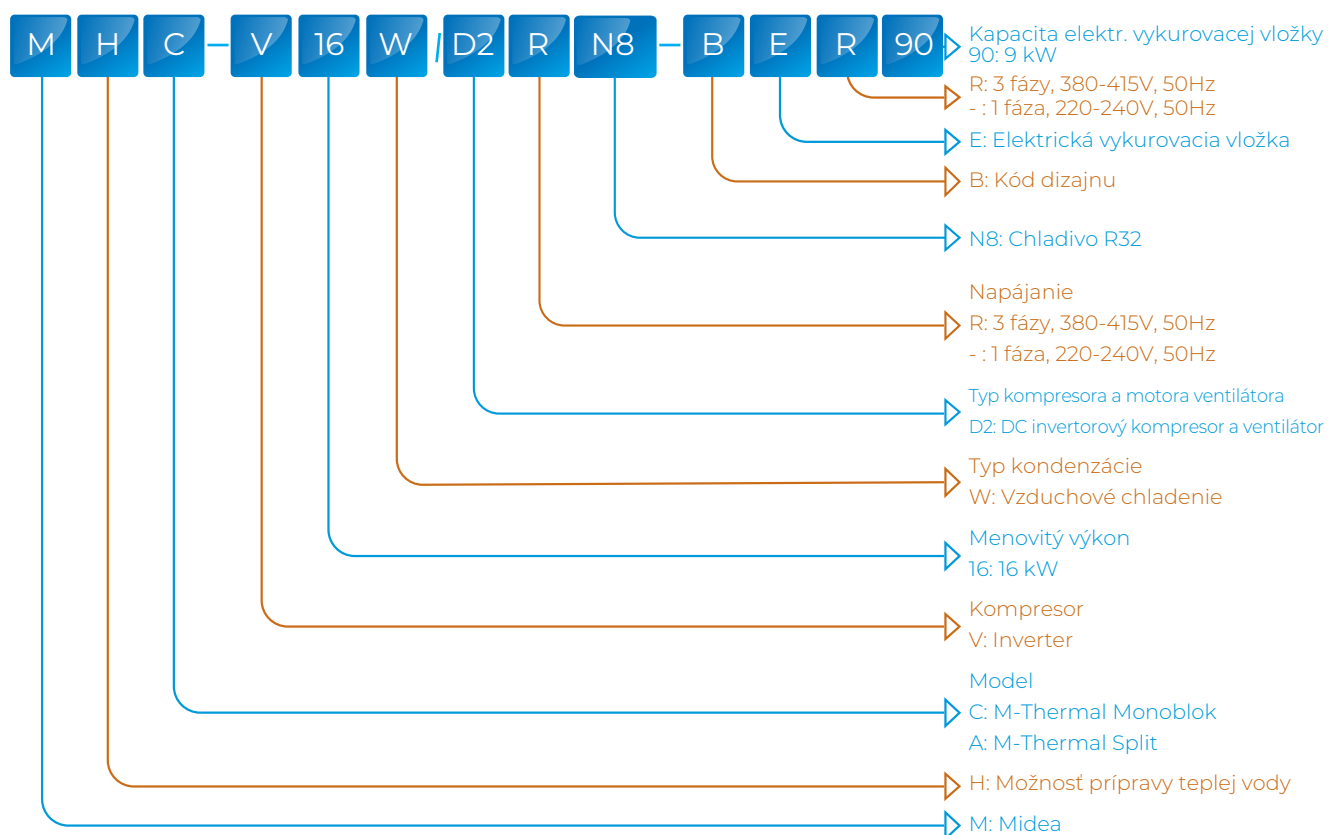 M H C – V 16 W / D2 R N8 – B E R 90
Kapacita elektr. vykurovacej vložky
90: 9 kW
R: 3 fázy, 380-415V, 50Hz
- : 1 fáza, 220-240V, 50Hz
E: Elektrická vykurovacia vložka
B: Kód dizajnu
N8: Chladivo R32
Napájanie
R: 3 fázy, 380-415V, 50Hz
- : 1 fáza, 220-240V, 50Hz
Typ kompresora a motora ventilátora
D2: DC invertorový kompresor a ventilátor
Typ kondenzácie
W: Vzduchové chladenie
Menovitý výkon
16: 16 kW
Kompresor
V: Inverter
Model
C: M-Thermal Monoblok
A: M-Thermal Split
H: Možnosť prípravy teplej vody
M: Midea